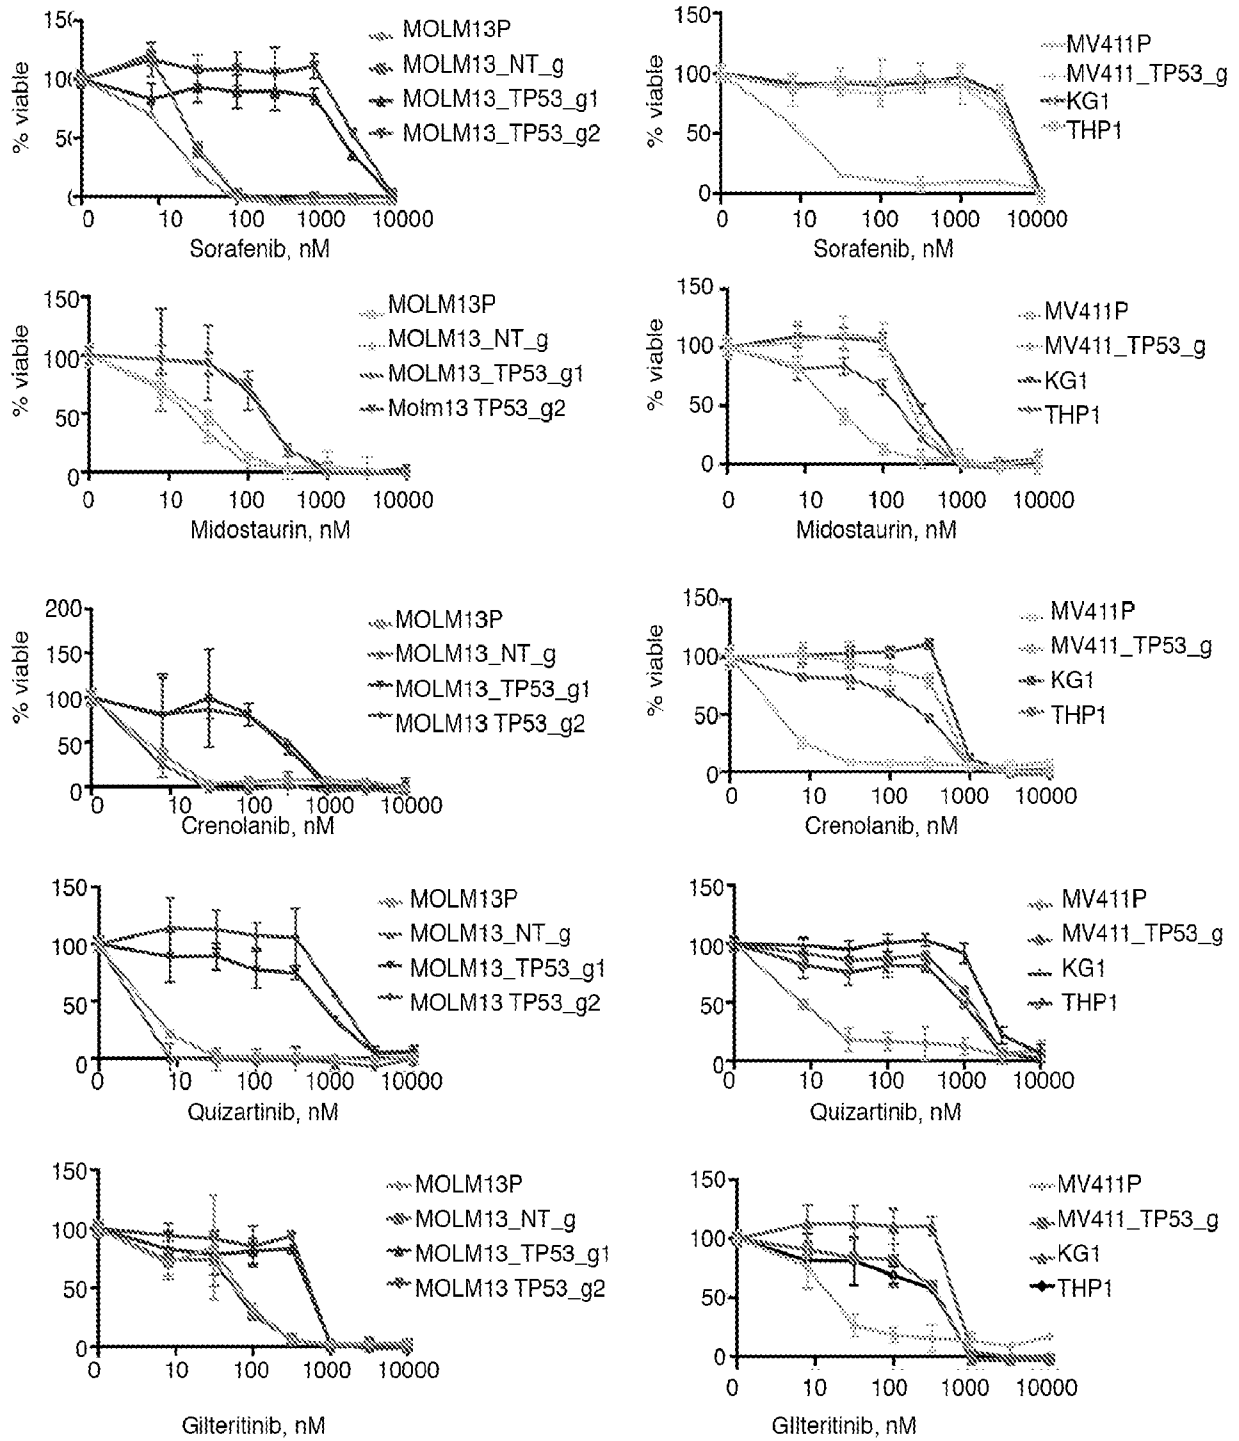 % viable
150
100
50
0
0 10 100 1000 10000
Sorafenib, nM
MOLM13P
MOLM13_NT_g
MOLM13_TP53_g1
MOLM13_TP53_g2
% viable
150
100
50
0
0 10 100 1000 10000
Sorafenib, nM
MV411P
MV411_TP53_g
KG1
THP1
% viable
150
100
50
0
0 10 100 1000 10000
Midostaurin, nM
MOLM13P
MOLM13_NT_g
MOLM13_TP53_g1
Molm13 TP53_g2
% viable
150
100
50
0
0 10 100 1000 10000
Midostaurin, nM
MV411P
MV411_TP53_g
KG1
THP1
% viable
200
150
100
50
0
0 10 100 1000 10000
Crenolanib, nM
MOLM13P
MOLM13_NT_g
MOLM13_TP53_g1
MOLM13 TP53_g2
% viable
150
100
50
0
0 10 100 1000 10000
Crenolanib, nM
MV411P
MV411_TP53_g
KG1
THP1
150
100
50
0
0 10 100 1000 10000
Quizartinib, nM
MOLM13P
MOLM13_NT_g
MOLM13_TP53_g1
MOLM13 TP53_g2
150
100
50
0
0 10 100 1000 10000
Quizartinib, nM
MV411P
MV411_TP53_g
KG1
THP1
150
100
50
0
0 10 100 1000 10000
Gilteritinib, nM
MOLM13P
MOLM13_NT_g
MOLM13_TP53_g1
MOLM13 TP53_g2
150
100
50
0
0 10 100 1000 10000
Gilteritinib, nM
MV411P
MV411_TP53_g
KG1
THP1